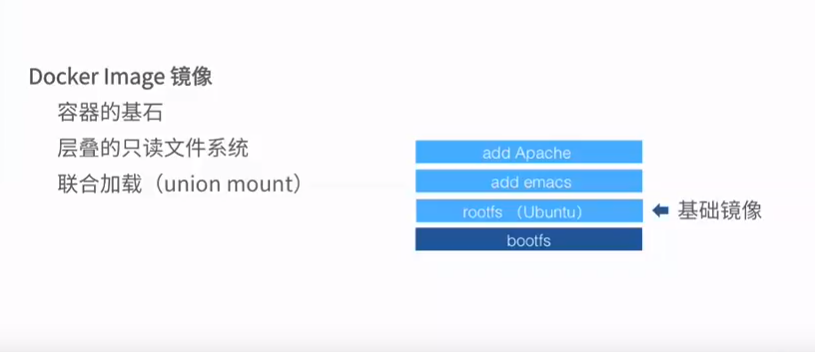 Docker Image 镜像
容器的基石
层叠的只读文件系统
联合加载（union mount）
add Apache
add emacs
rootfs （Ubuntu）
基础镜像
bootfs